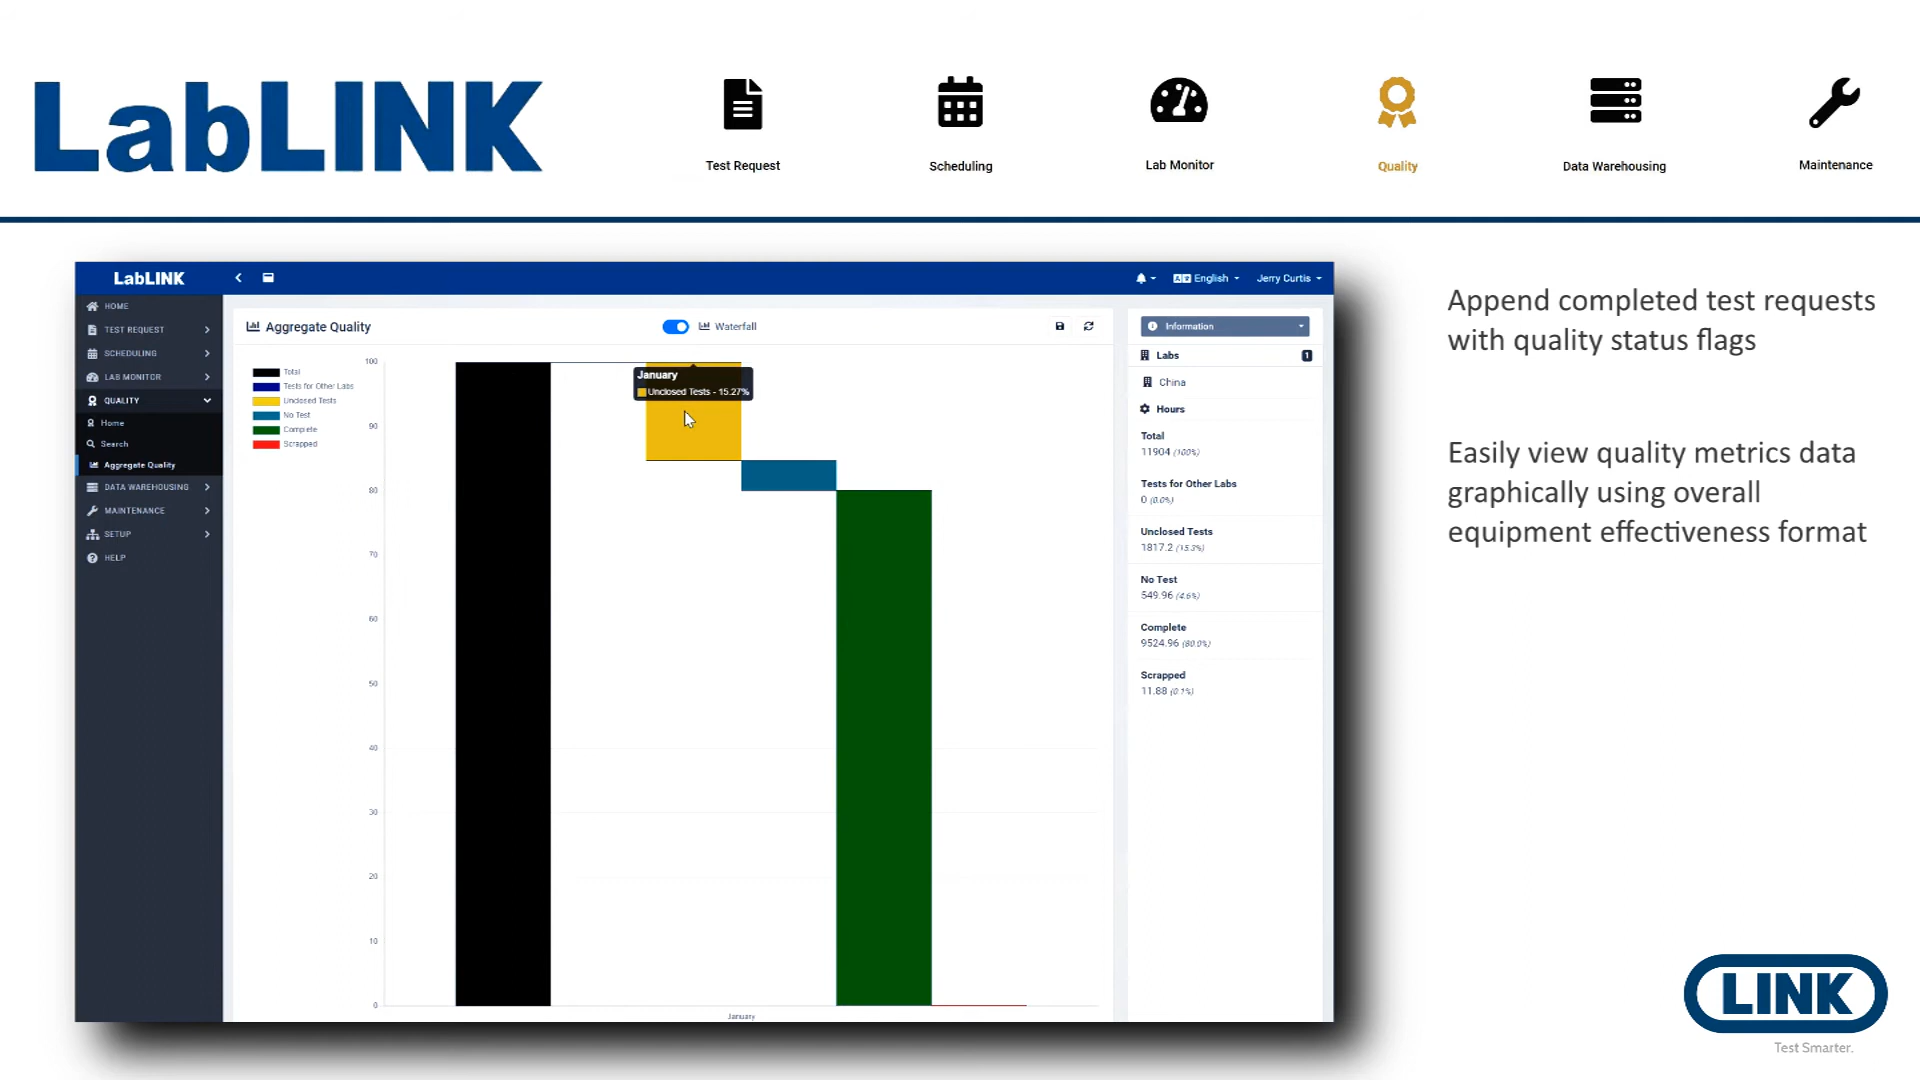 LabLINK
Test Request
Scheduling
Lab Monitor
Quality
Data Warehousing
Maintenance
LabLINK
English
Jerry Curtis
HOME
TEST REQUEST
SCHEDULING
LAB MONITOR
QUALITY
Home
Search
Aggregate Quality
DATA WAREHOUSING
MAINTENANCE
SETUP
HELP
Aggregate Quality
Waterfall
Total
Tests for Other Labs
Unclosed Tests
No Test
Complete
Scrapped
100
90
80
70
60
50
40
30
20
10
0
January
Unclosed Tests - 15.27%
January
Information
Labs 1
China
Hours
Total
11904 (100%)
Tests for Other Labs
0 (0.0%)
Unclosed Tests
1817.2 (15.3%)
No Test
549.96 (4.6%)
Complete
9524.96 (80.0%)
Scrapped
11.88 (0.1%)
Append completed test requests
with quality status flags
Easily view quality metrics data
graphically using overall
equipment effectiveness format
LINK
Test Smarter.